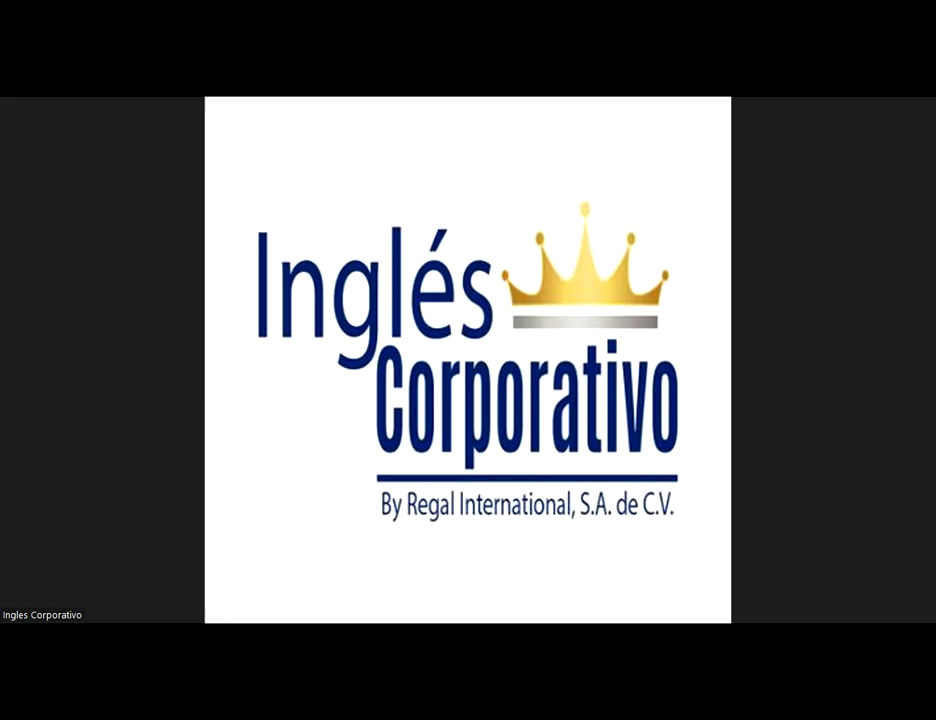 Inglés
Corporativo
By Regal International, S.A. de C.V.
Ingles Corporativo